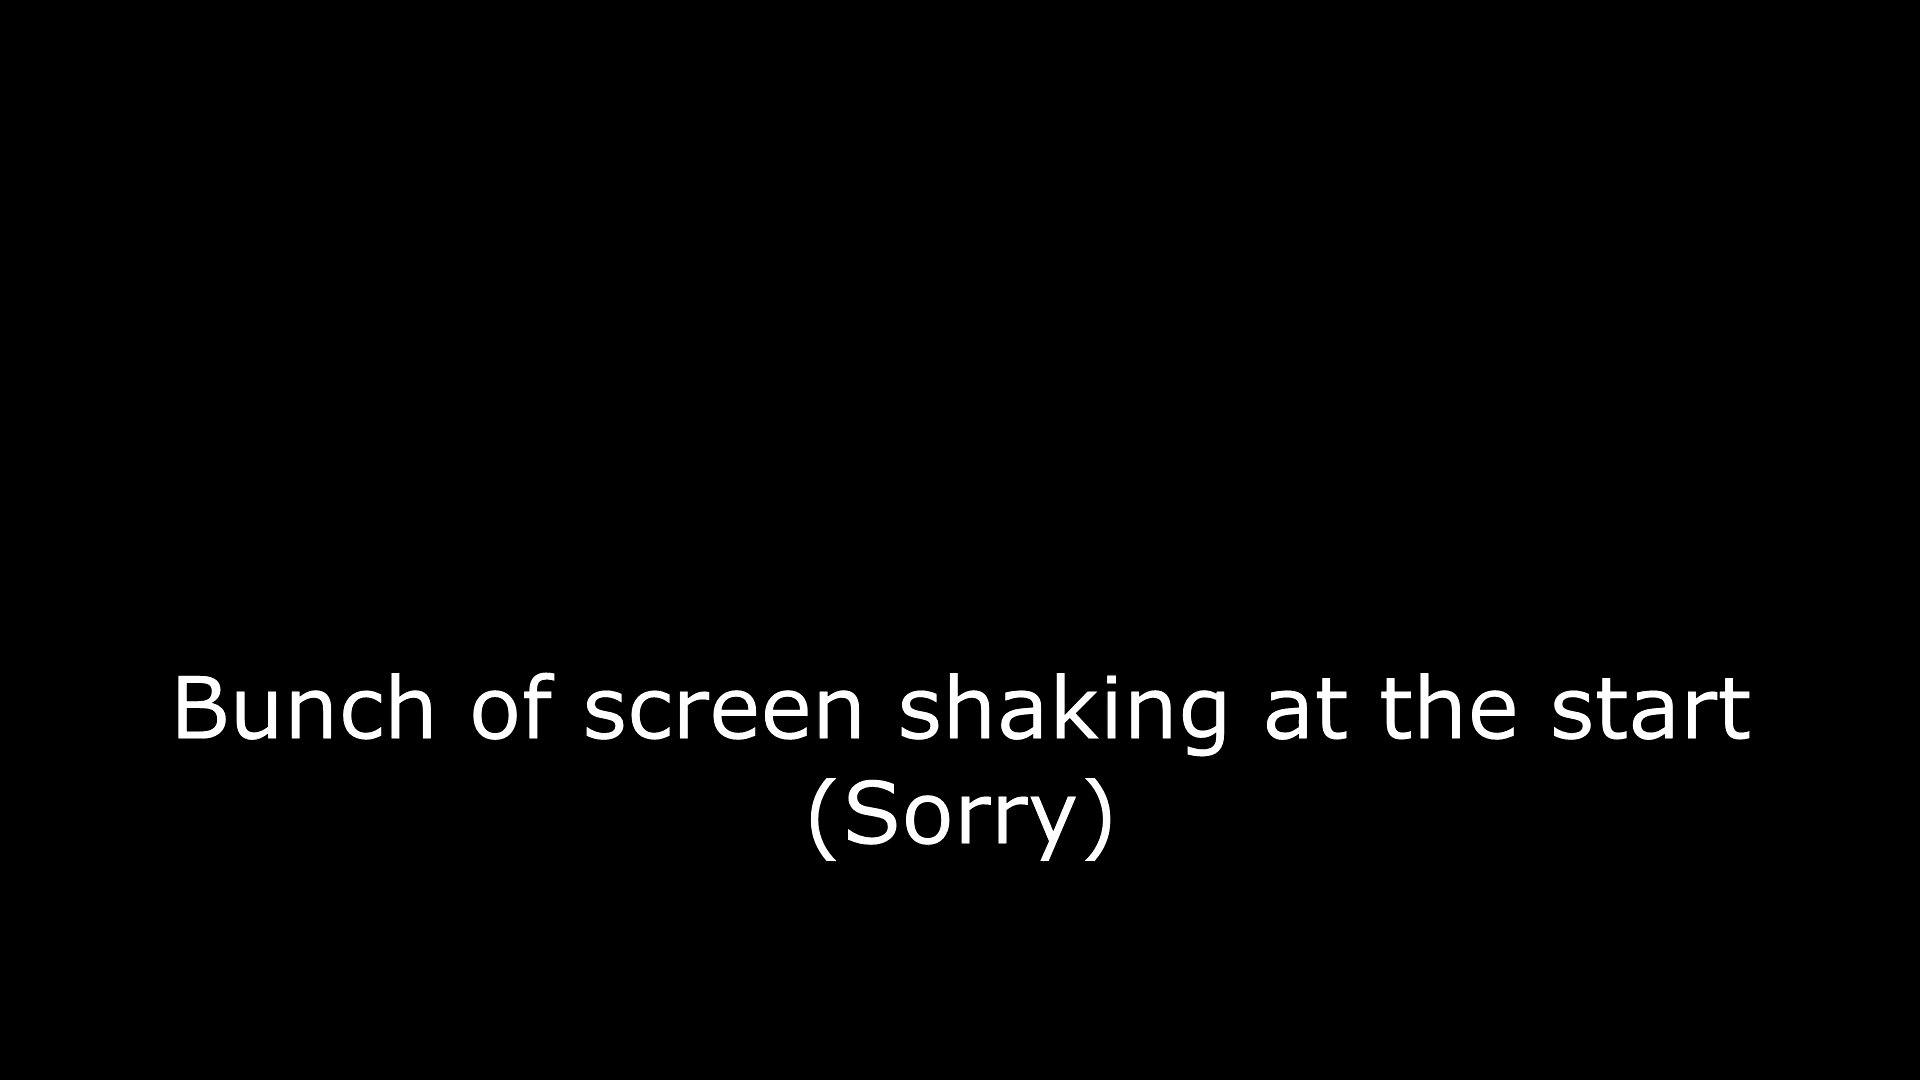 Bunch of screen shaking at the start
(Sorry)